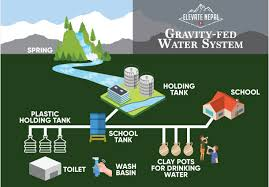 ELEVATE NEPAL
GRAVITY-FED
WATER SYSTEM
SPRING
HOLDING
TANK
SCHOOL
PLASTIC
HOLDING TANK
SCHOOL
TANK
TOILET
WASH
BASIN
CLAY POTS
FOR DRINKING
WATER